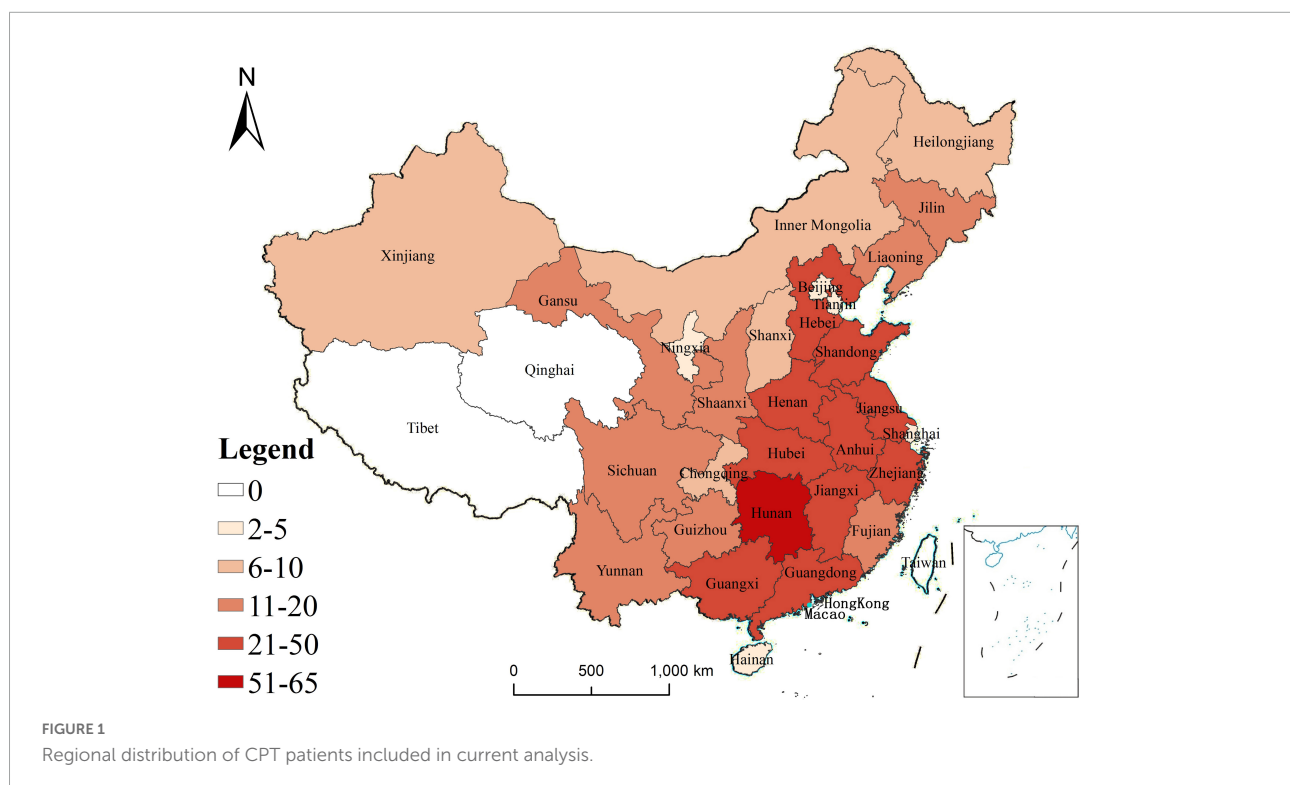 N
Heilongjiang
Jilin
Inner Mongolia
Xinjiang
Liaoning
Beijing
Gansu
Tianjin
Hebei
Shanxi
Ningxia
Shandong
Qinghai
Shaanxi
Henan
Jiangsu
Tibet
Shanghai
Legend
Hubei
Anhui
Sichuan
Chongqing
Zhejiang
0
Jiangxi
Hunan
2-5
Guizhou
Fujian
6-10
Taiwan
Yunnan
Guangxi
Guangdong
11-20
HongKong
Macao
21-50
Hainan
0 500 1,000 km
51-65
FIGURE 1
Regional distribution of CPT patients included in current analysis.